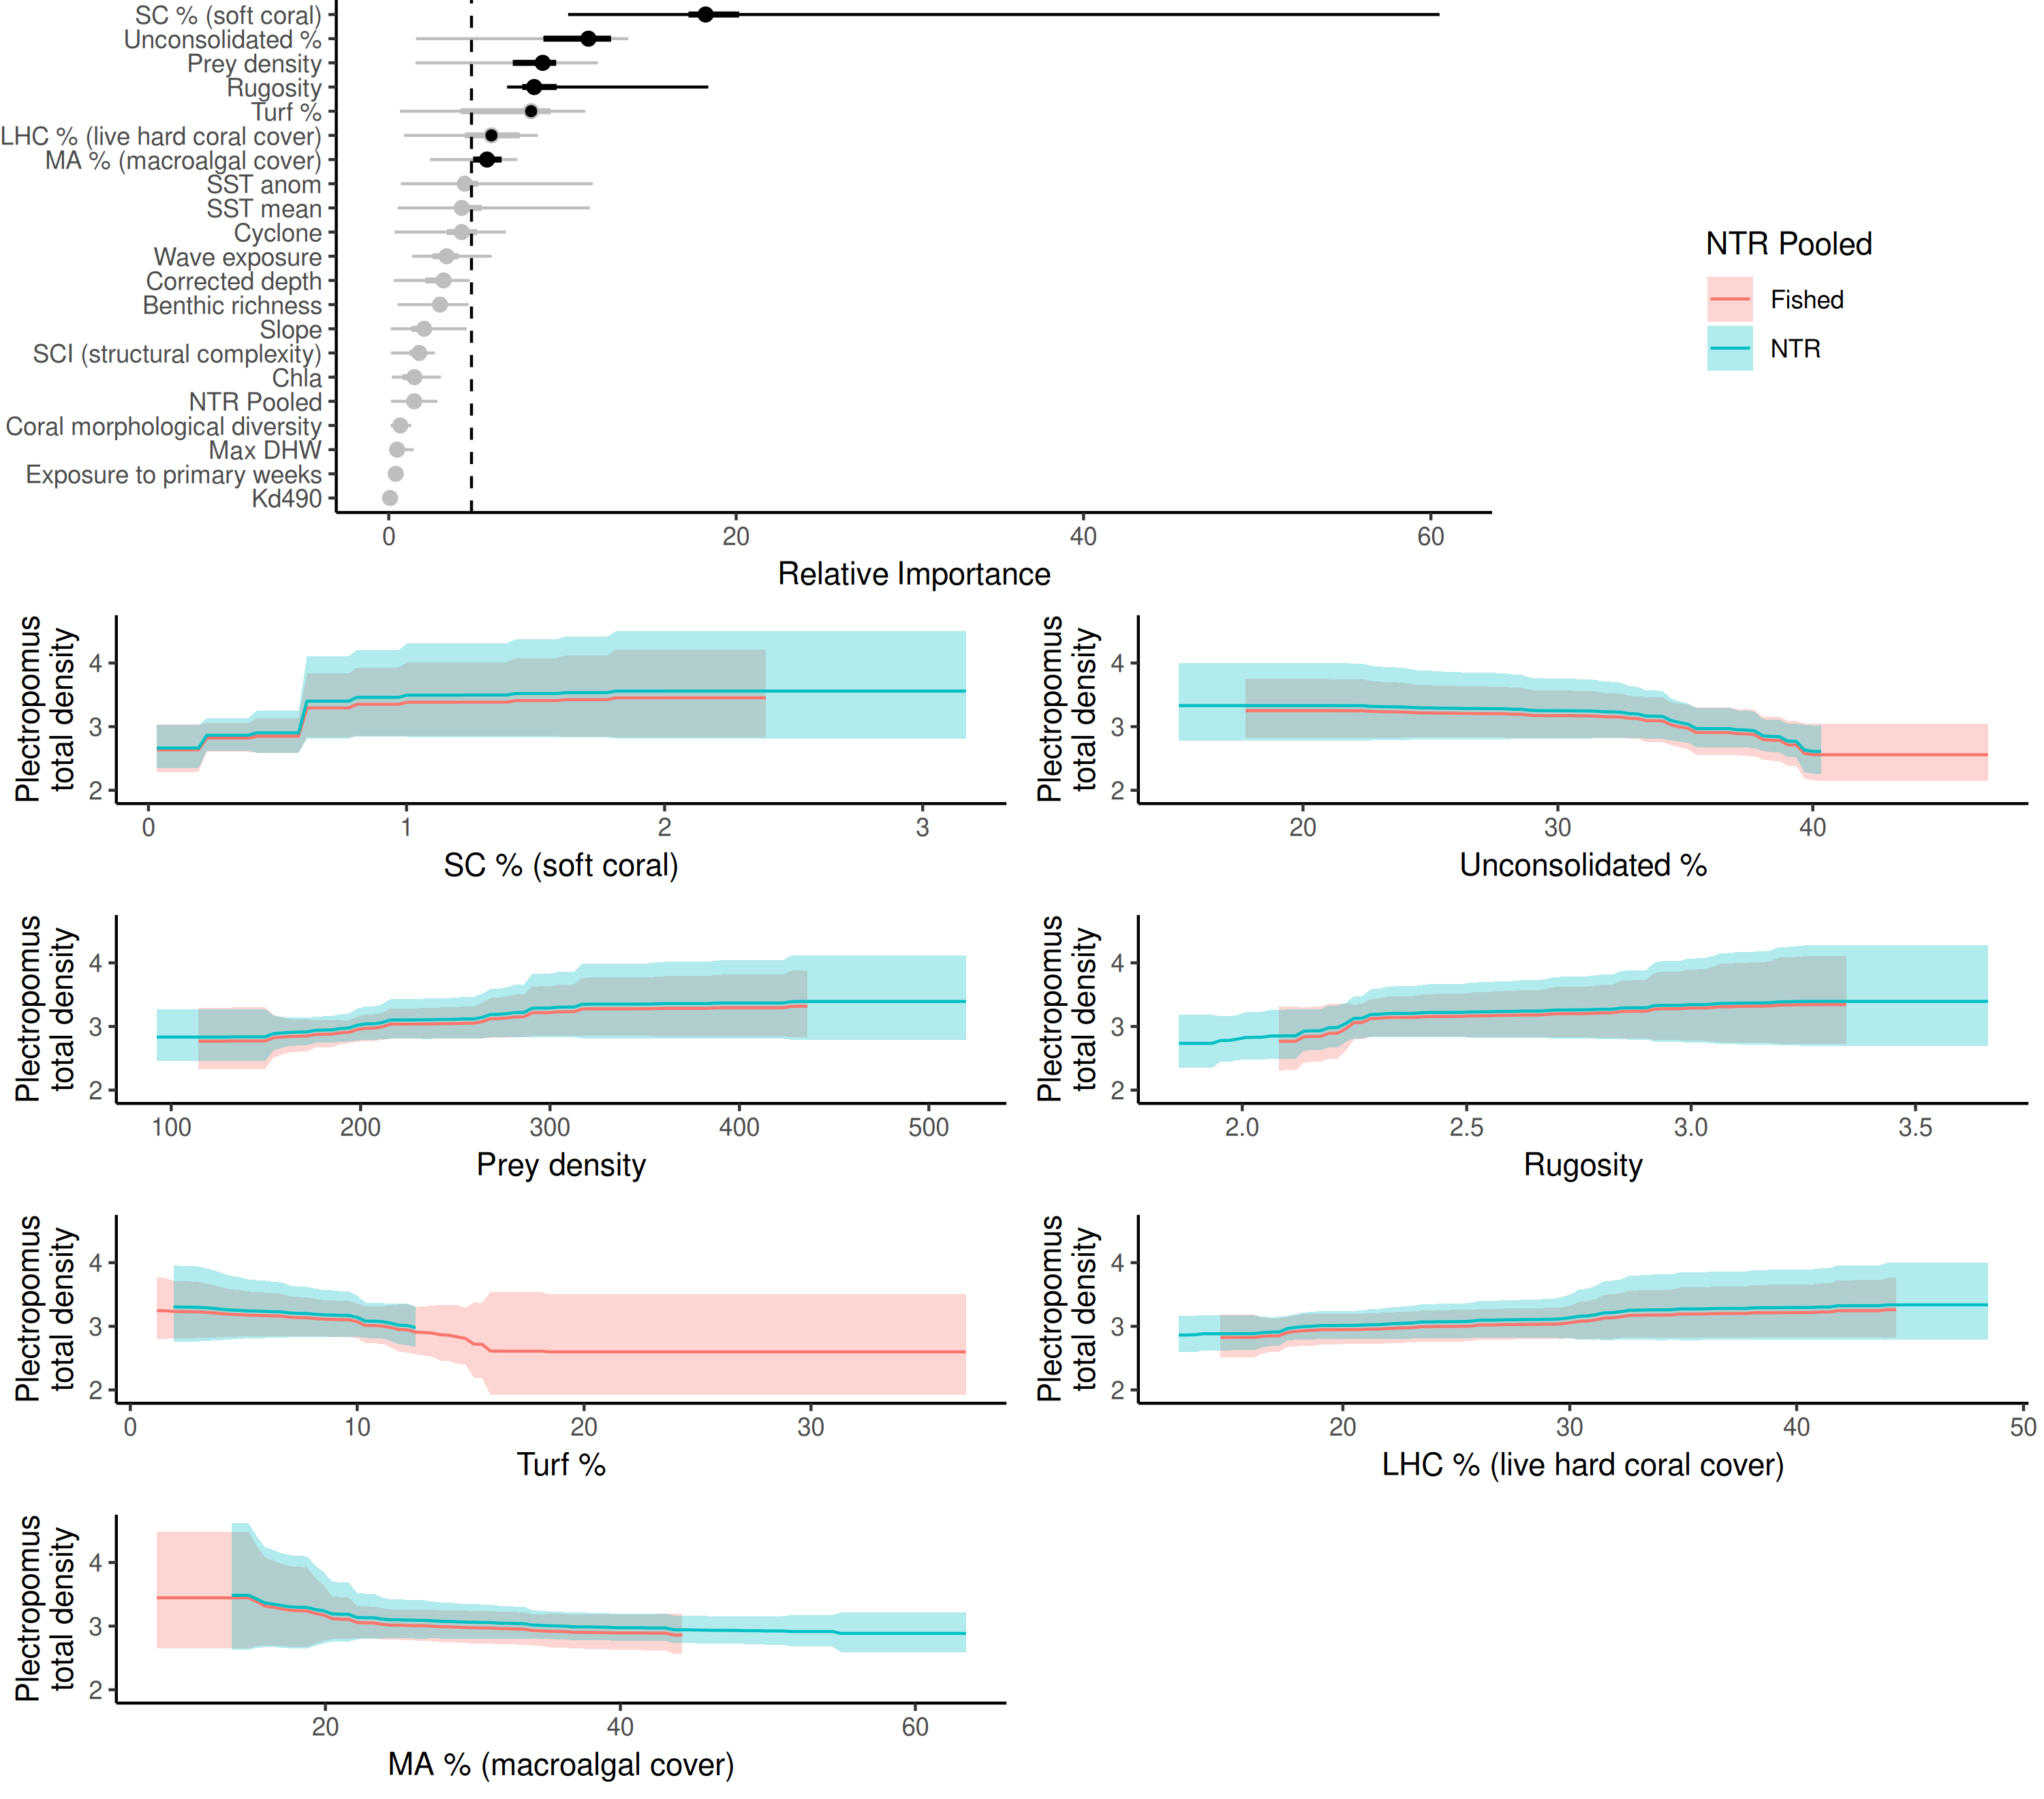 SC % (soft coral)
Unconsolidated %
Prey density
Rugosity
Turf %
LHC % (live hard coral cover)
MA % (macroalgal cover)
SST anom
SST mean
Cyclone
Wave exposure
Corrected depth
Benthic richness
Slope
SCI (structural complexity)
Chla
NTR Pooled
Coral morphological diversity
Max DHW
Exposure to primary weeks
Kd490
0 20 40 60
Relative Importance
NTR Pooled
Fished
NTR
Plectropomus
total density
4
3
2
0 1 2 3
SC % (soft coral)
Plectropomus
total density
4
3
2
20 30 40
Unconsolidated %
Plectropomus
total density
4
3
2
100 200 300 400 500
Prey density
Plectropomus
total density
4
3
2
2.0 2.5 3.0 3.5
Rugosity
Plectropomus
total density
4
3
2
0 10 20 30
Turf %
Plectropomus
total density
4
3
2
20 30 40 50
LHC % (live hard coral cover)
Plectropomus
total density
4
3
2
20 40 60
MA % (macroalgal cover)